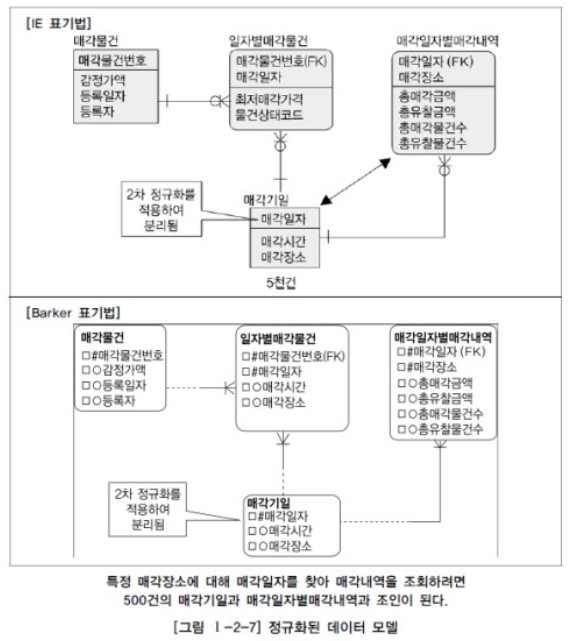 [IE 표기법]
매각물건
매각물건번호
감정가액
등록일자
등록자
일자별매각물건
매각물건번호(FK)
매각일자
최저매각가격
물건상태코드
매각일자별매각내역
매각일자 (FK)
매각장소
총매각금액
총유찰금액
총매각물건수
총유찰물건수
2차 정규화를
적용하여
분리됨
매각기일
매각일자
매각시간
매각장소
5천건
[Barker 표기법]
매각물건
□#매각물건번호
□○감정가액
□○등록일자
□○등록자
일자별매각물건
□#매각물건번호(FK)
□#매각일자
□○매각시간
□○매각장소
매각일자별매각내역
□#매각일자 (FK)
□#매각장소
□○총매각금액
□○총유찰금액
□○총매각물건수
□○총유찰물건수
2차 정규화를
적용하여
분리됨
매각기일
□#매각일자
□○매각시간
□○매각장소
특정 매각장소에 대해 매각일자를 찾아 매각내역을 조회하려면
500건의 매각기일과 매각일자별매각내역과 조인이 된다.
[그림 Ⅰ-2-7] 정규화된 데이터 모델